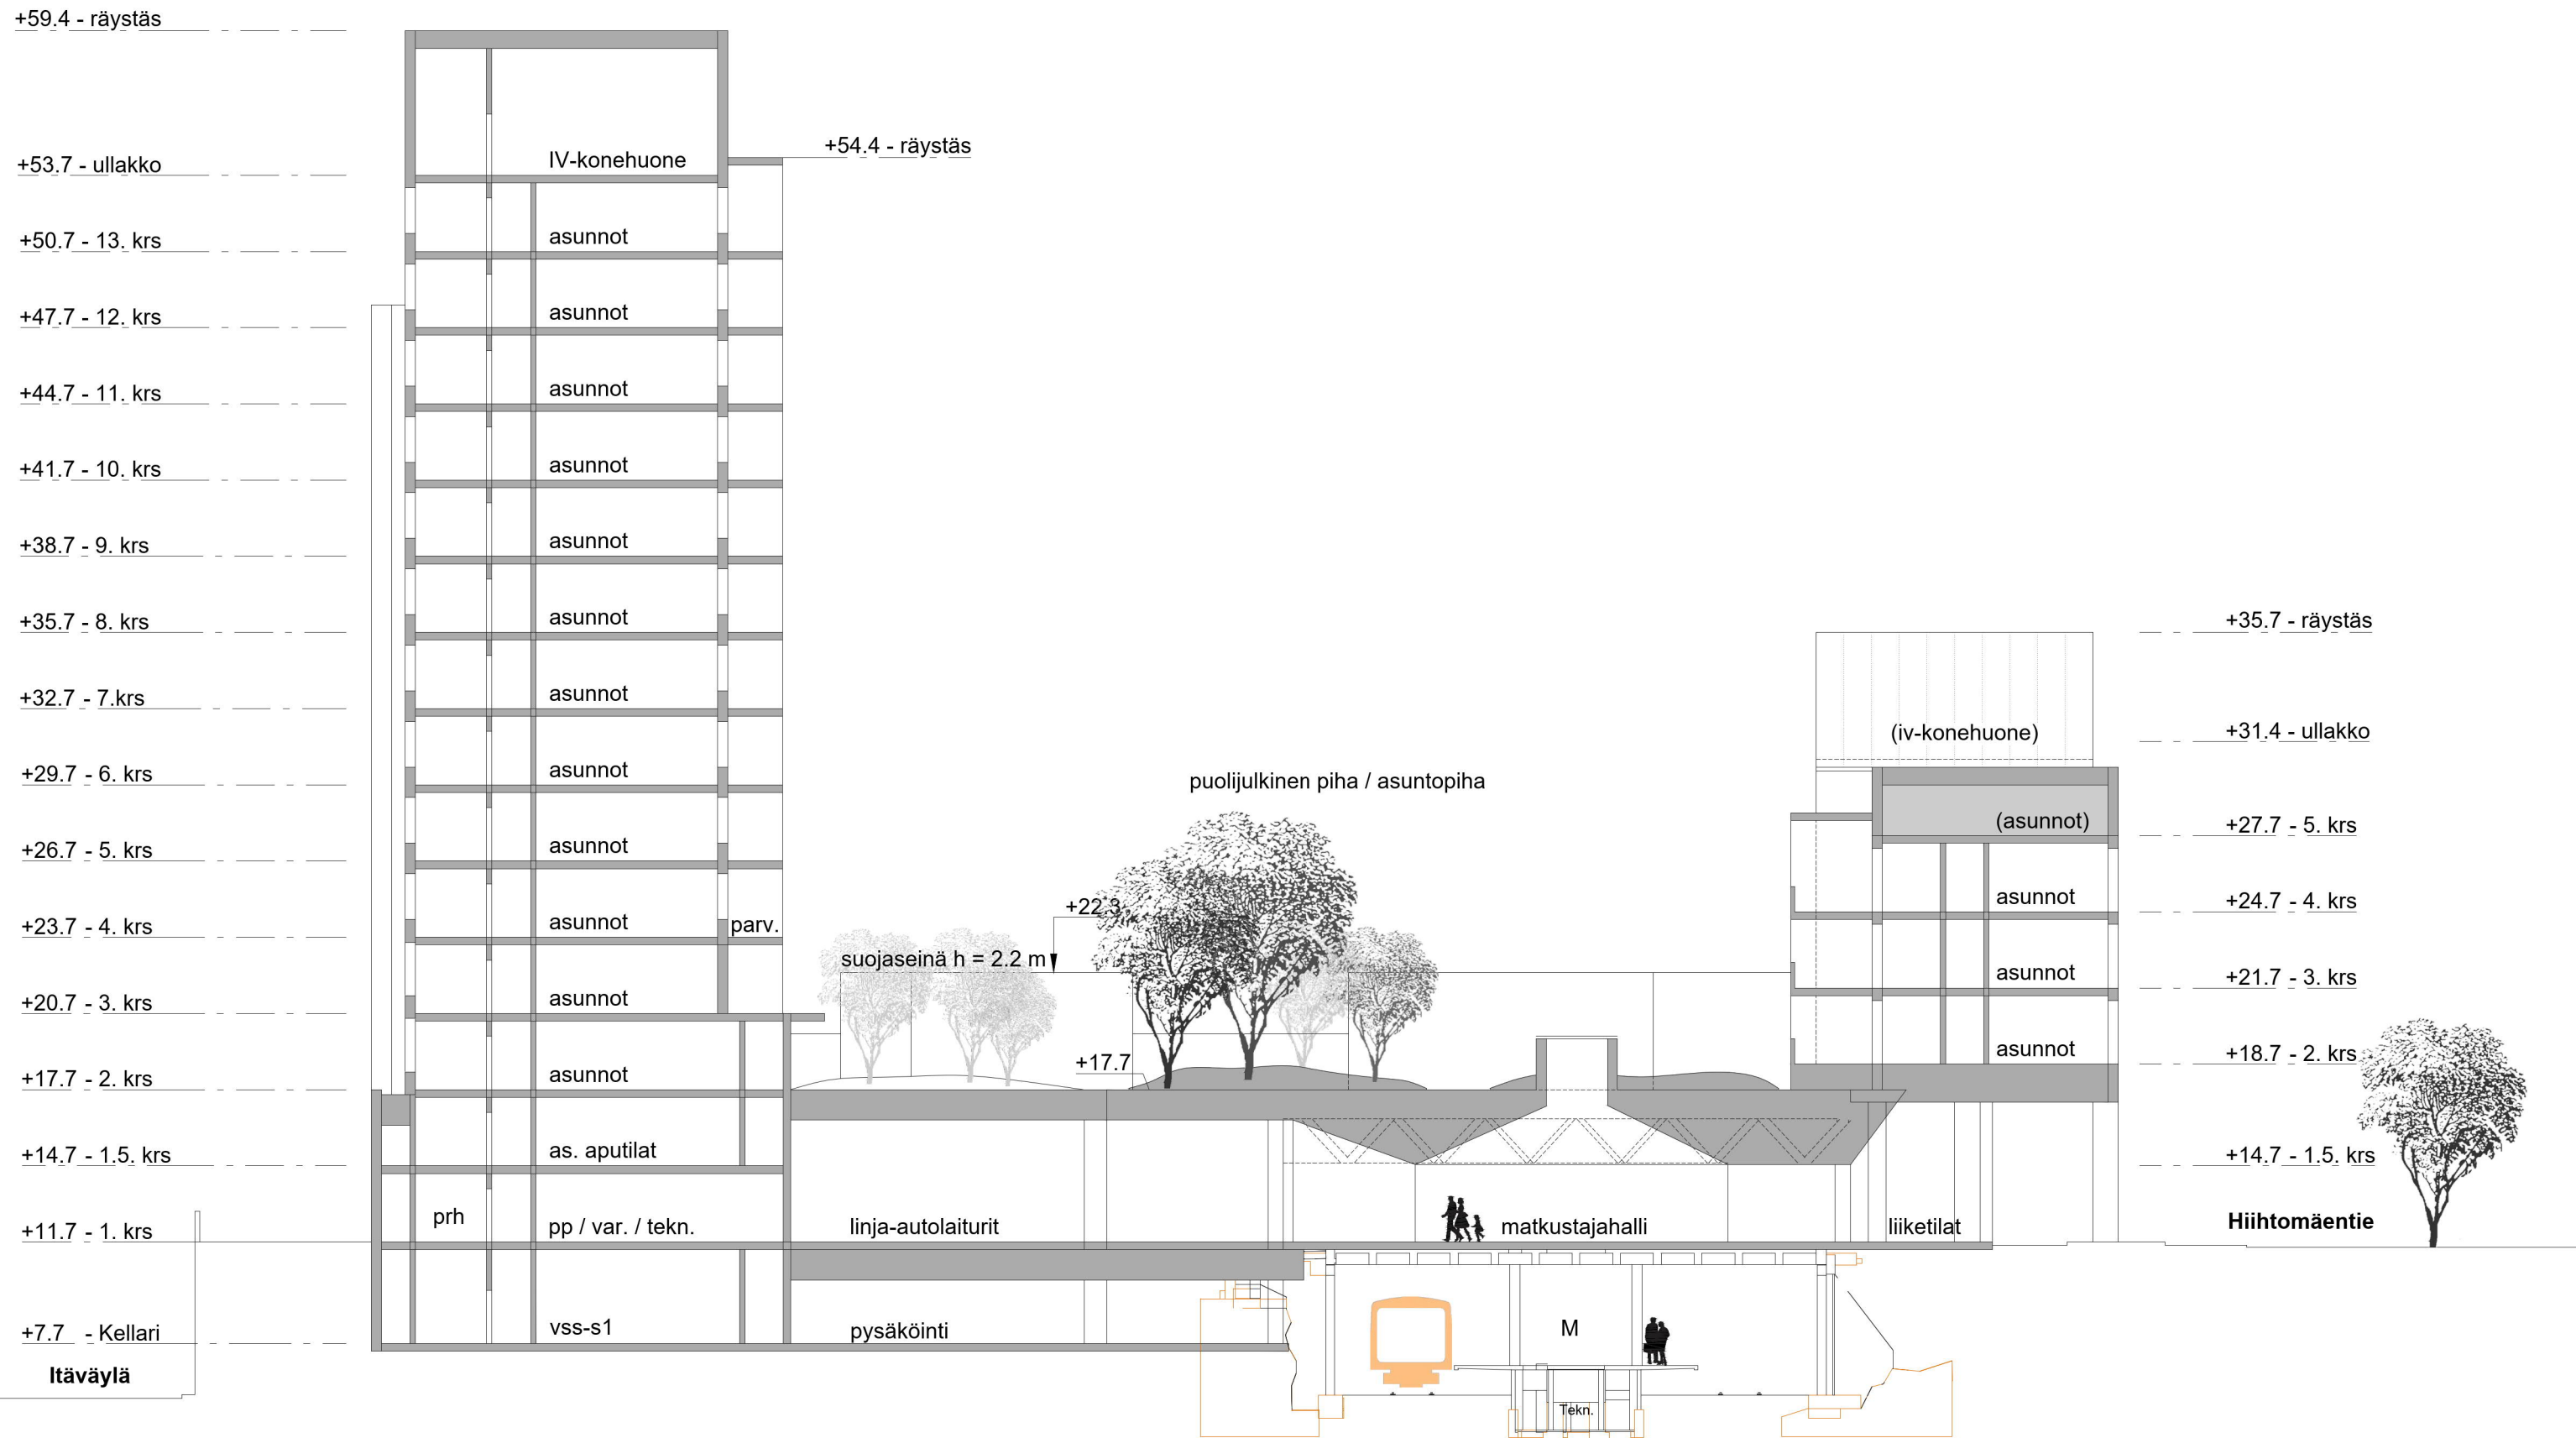 +59.4 - räystäs
+54.4 - räystäs
+53.7 - ullakko
IV-konehuone
+50.7 - 13. krs
asunnot
+47.7 - 12. krs
asunnot
+44.7 - 11. krs
asunnot
+41.7 - 10. krs
asunnot
+38.7 - 9. krs
asunnot
+35.7 - 8. krs
asunnot
+35.7 - räystäs
+32.7 - 7.krs
asunnot
(iv-konehuone)
+31.4 - ullakko
+29.7 - 6. krs
asunnot
puolijulkinen piha / asuntopiha
(asunnot)
+27.7 - 5. krs
+26.7 - 5. krs
asunnot
asunnot
+24.7 - 4. krs
+23.7 - 4. krs
asunnot
parv.
+22.3
suojaseinä h = 2.2 m
asunnot
+21.7 - 3. krs
+20.7 - 3. krs
asunnot
asunnot
+18.7 - 2. krs
+17.7 - 2. krs
asunnot
+17.7
+14.7 - 1.5. krs
as. aputilat
+14.7 - 1.5. krs
+11.7 - 1. krs
prh
pp / var. / tekn.
linja-autolaiturit
matkustajahalli
liiketilat
Hiihtomäentie
+7.7 - Kellari
vss-s1
pysäköinti
M
Itäväylä
Tekn.